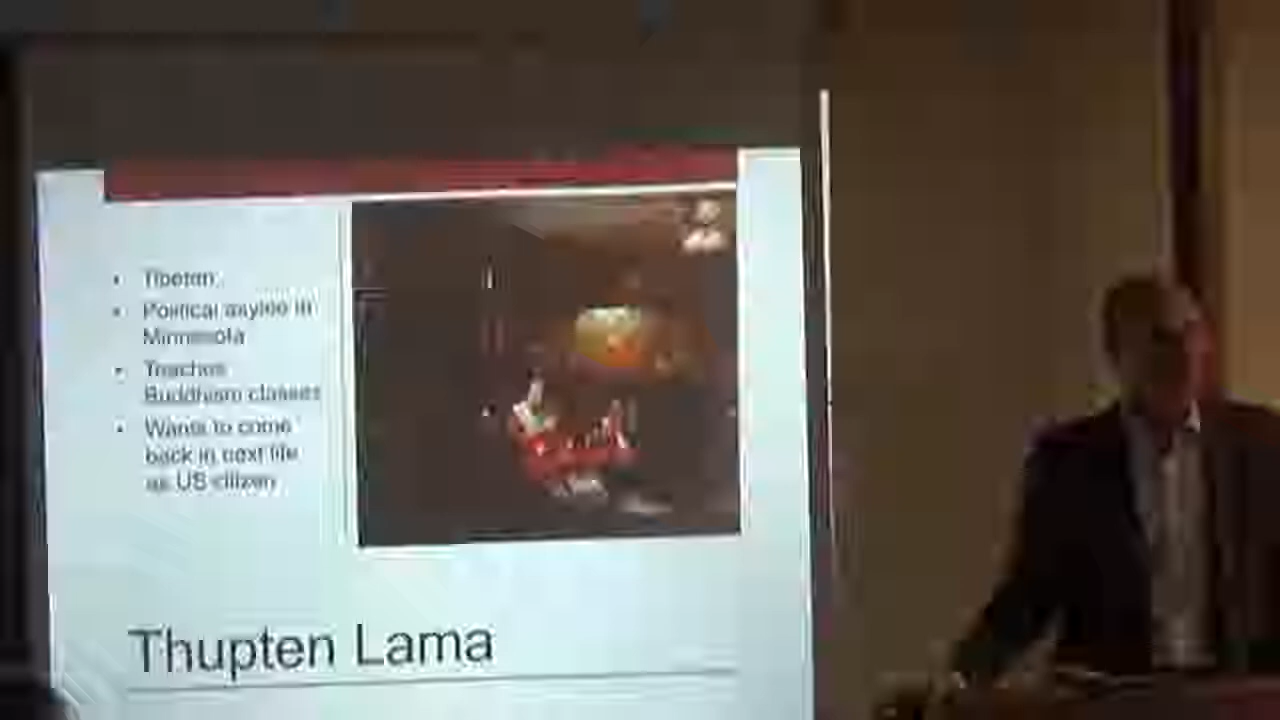 Tibetan
Political asylee in
Minnesota
Teaches
Buddhism classes
Wants to come
back in next life
as US citizen
Thupten Lama